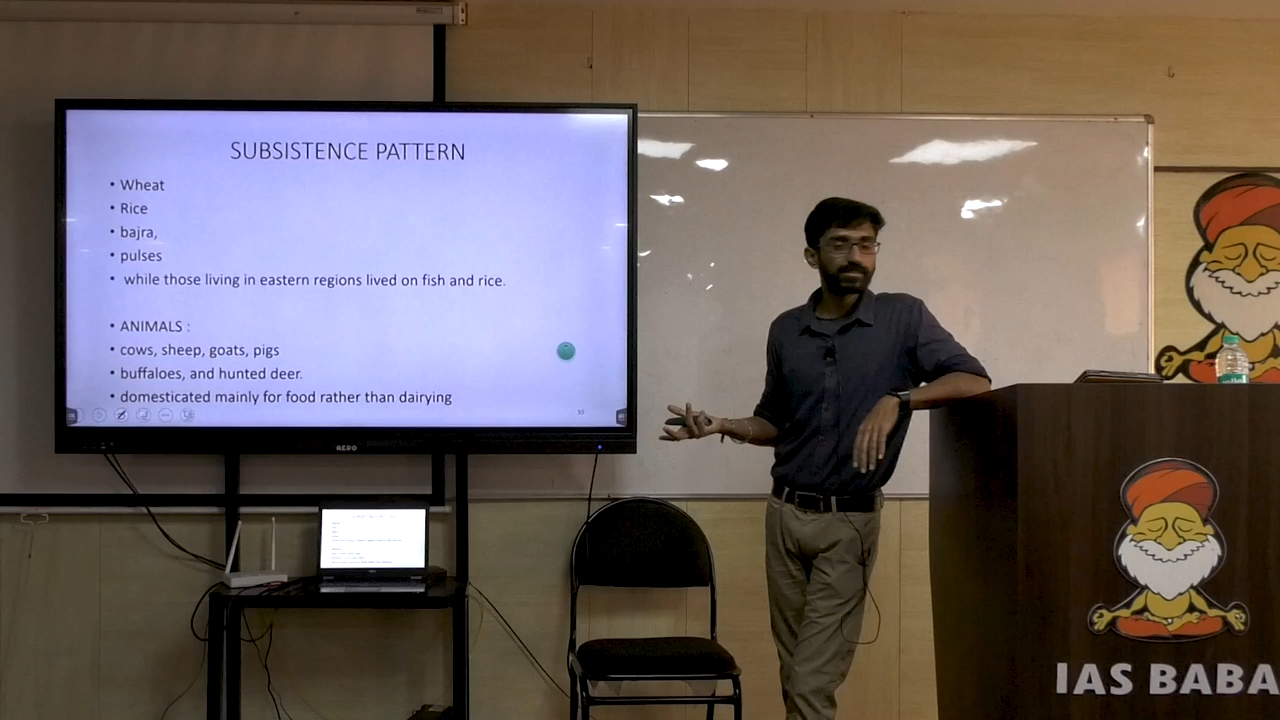 SUBSISTENCE PATTERN
• Wheat
• Rice
• bajra,
• pulses
• while those living in eastern regions lived on fish and rice.
• ANIMALS :
• cows, sheep, goats, pigs
• buffaloes, and hunted deer.
• domesticated mainly for food rather than dairying
AERO
IAS BABA